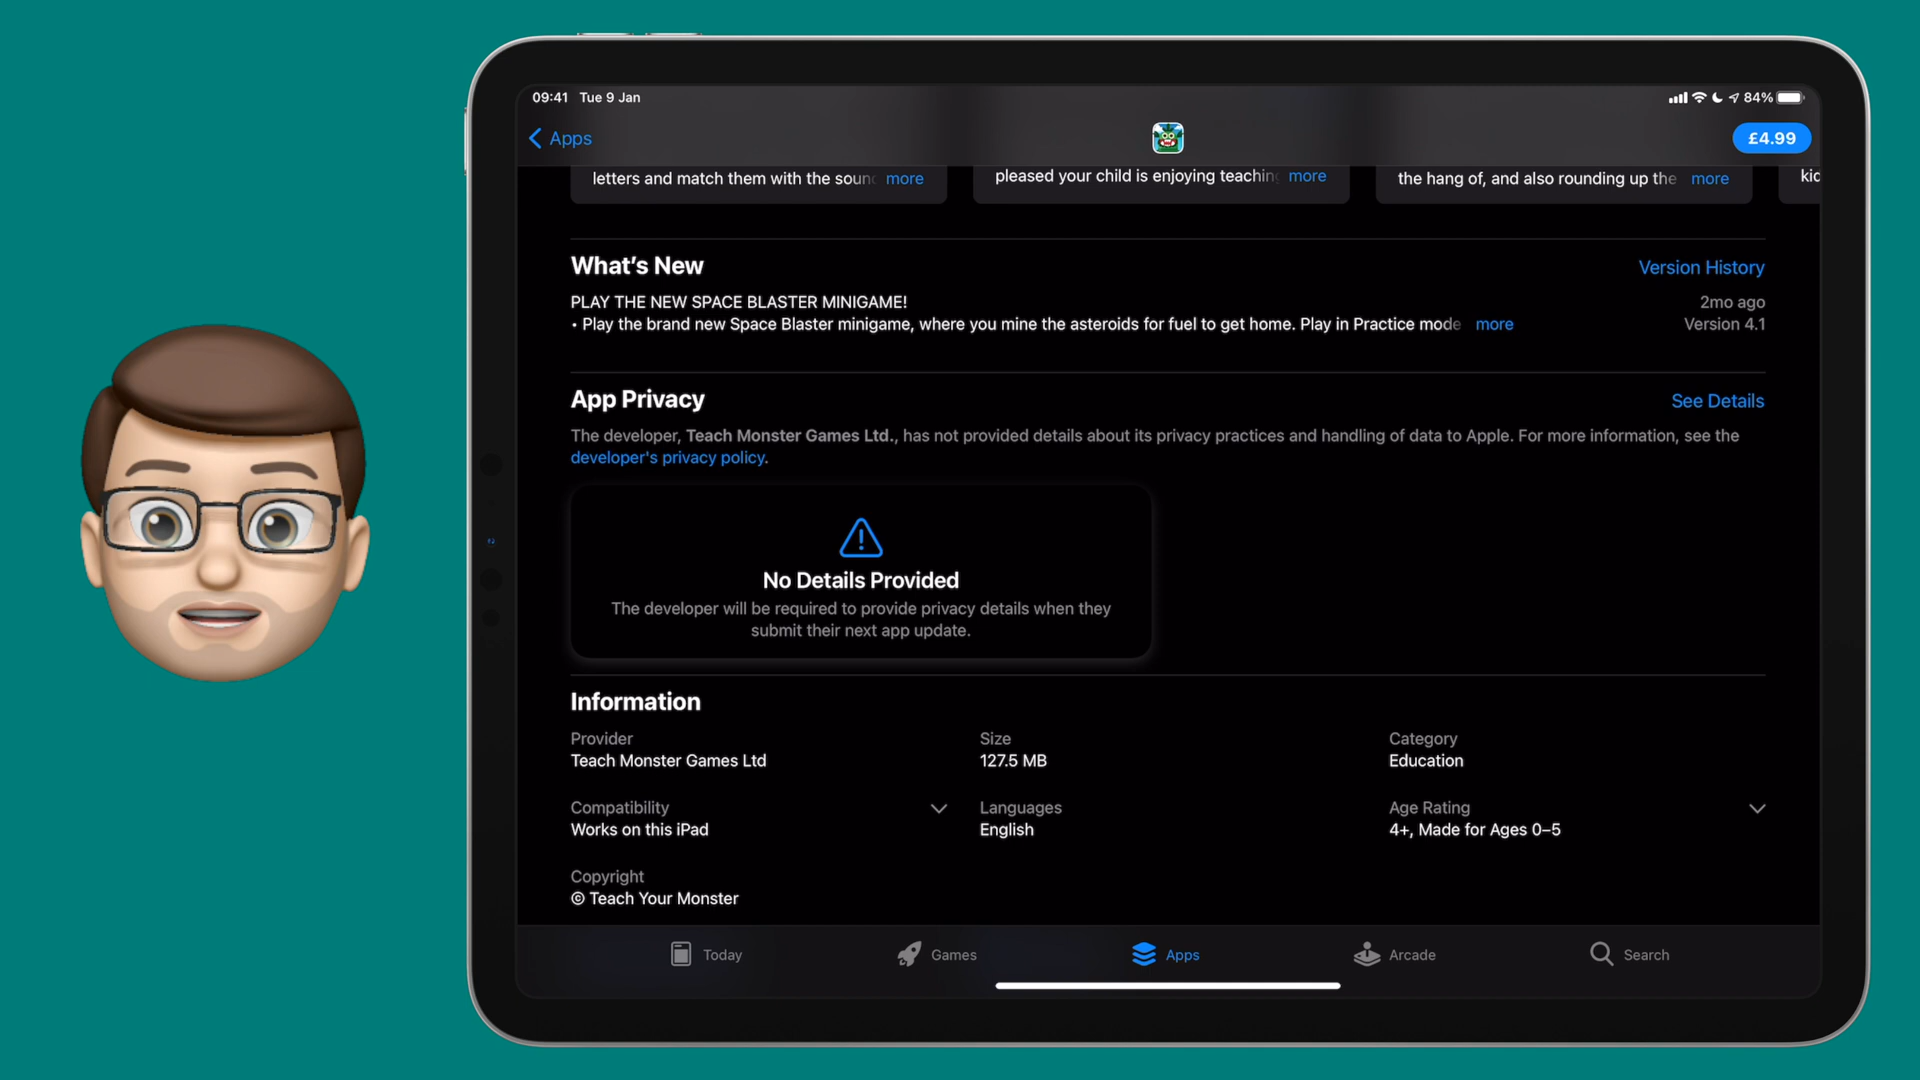 09:41 Tue 9 Jan
84%
Apps
£4.99
letters and match them with the soun more
pleased your child is enjoying teaching more
the hang of, and also rounding up the more
kid
What's New
Version History
PLAY THE NEW SPACE BLASTER MINIGAME!
2mo ago
• Play the brand new Space Blaster minigame, where you mine the asteroids for fuel to get home. Play in Practice mode more
Version 4.1
App Privacy
See Details
The developer, Teach Monster Games Ltd., has not provided details about its privacy practices and handling of data to Apple. For more information, see the
developer's privacy policy.
No Details Provided
The developer will be required to provide privacy details when they
submit their next app update.
Information
Provider
Teach Monster Games Ltd
Size
127.5 MB
Category
Education
Compatibility
Works on this iPad
Languages
English
Age Rating
4+, Made for Ages 0–5
Copyright
© Teach Your Monster
Today
Games
Apps
Arcade
Search